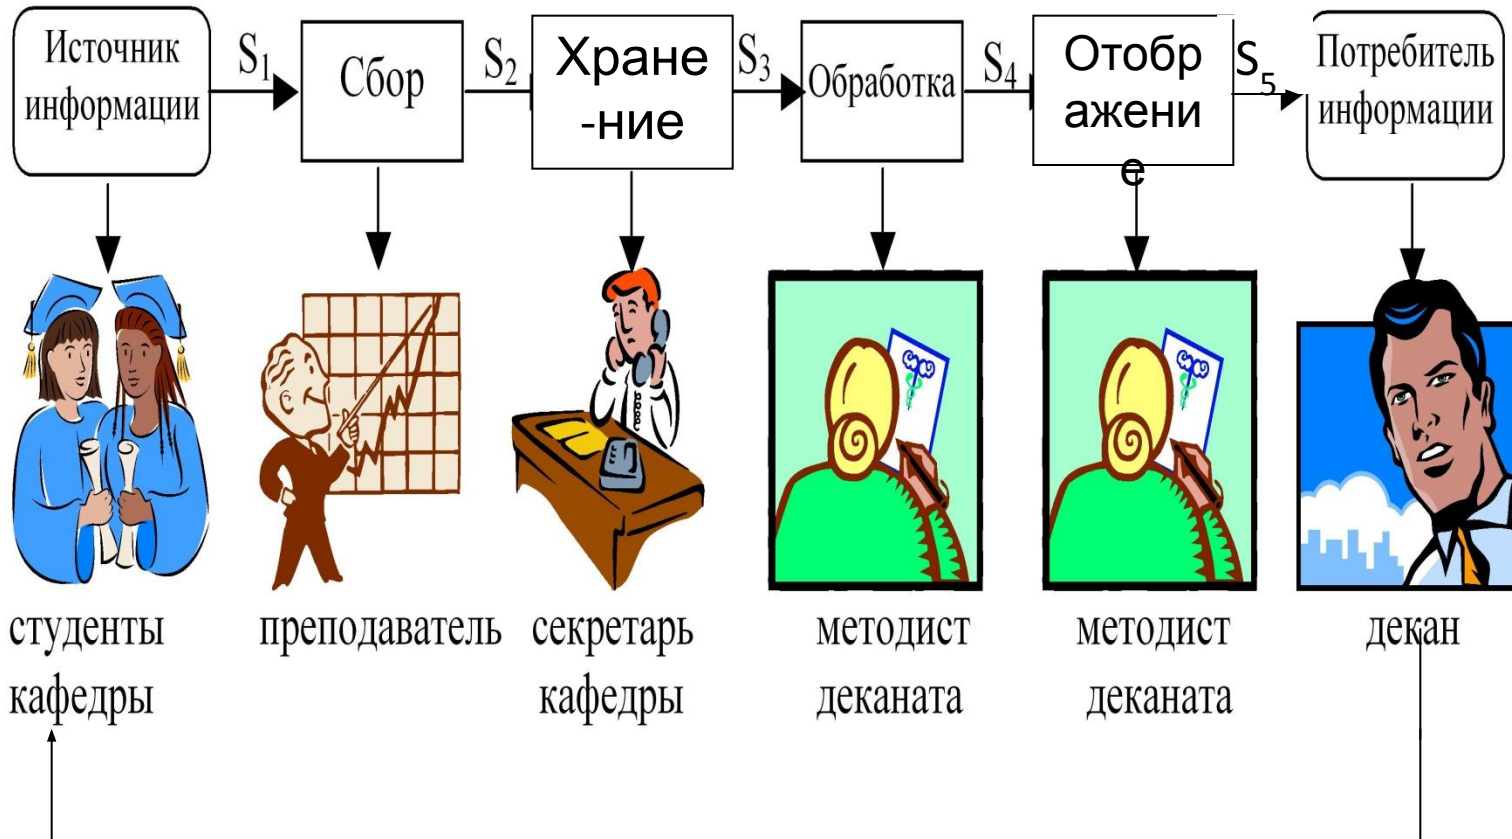 Источник
информации
S1
Сбор
S2
Хране
-ние
S3
Обработка
S4
Отобр
ажени
е
S5
Потребитель
информации
студенты
кафедры
преподаватель
секретарь
кафедры
методист
деканата
методист
деканата
декан